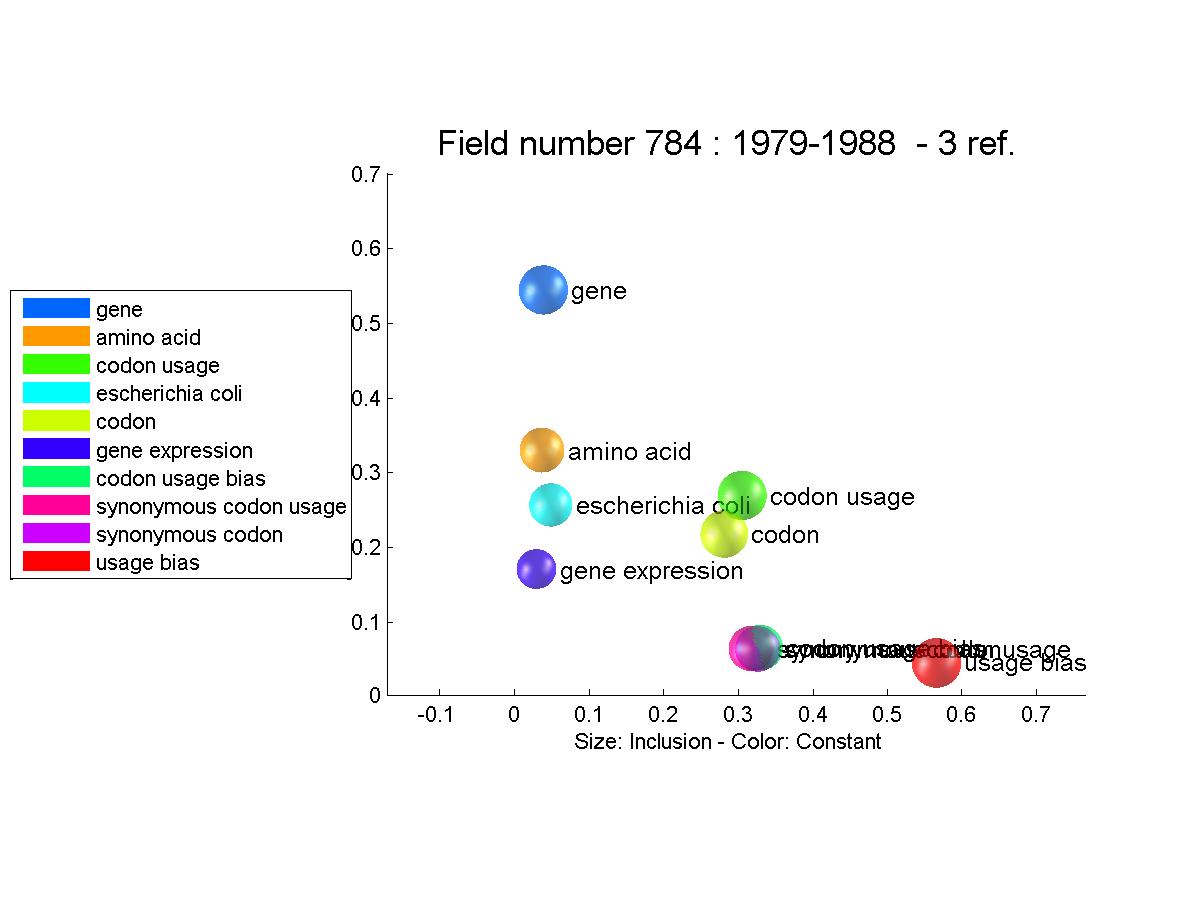 Field number 784 : 1979-1988  - 3 ref.
0.7
0.6
0.5
0.4
0.3
0.2
0.1
0
gene
amino acid
codon usage
escherichia coli
codon
gene expression
codon usage bias
synonymous codon usage
synonymous codon
usage bias
gene
amino acid
escherichia coli
codon usage
codon
gene expression
usage bias
-0.1 0 0.1 0.2 0.3 0.4 0.5 0.6 0.7
Size: Inclusion - Color: Constant